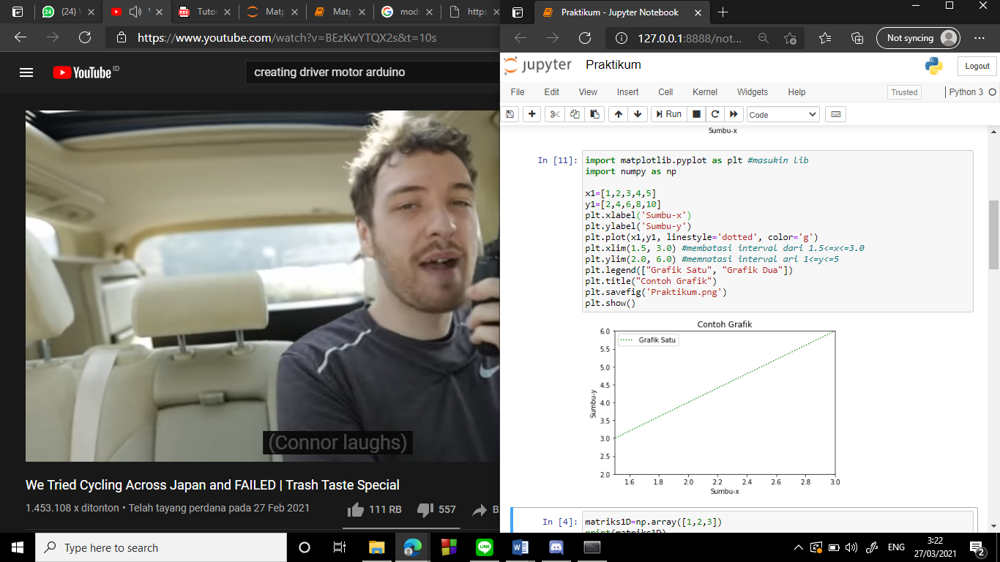 (24) W
Tutor
Matp
Matp
mod
https
https://www.youtube.com/watch?v=BEzKwYTQX2s&t=10s
YouTube ID
creating driver motor arduino
(Connor laughs)
We Tried Cycling Across Japan and FAILED | Trash Taste Special
1.453.108 x ditonton • Telah tayang perdana pada 27 Feb 2021
111 RB
557
B
Praktikum - Jupyter Notebook
127.0.0.1:8888/not...
Not syncing
jupyter
Praktikum
Logout
File Edit View Insert Cell Kernel Widgets Help
Trusted
Python 3
Run
Code
Sumbu-x
In [11]:
import matplotlib.pyplot as plt #masukin lib
import numpy as np
x1=[1,2,3,4,5]
y1=[2,4,6,8,10]
plt.xlabel('Sumbu-x')
plt.ylabel('Sumbu-y')
plt.plot(x1,y1, linestyle='dotted', color='g')
plt.xlim(1.5, 3.0) #membatasi interval dari 1.5<=x<=3.0
plt.ylim(2.0, 6.0) #memnatasi interval ari 1<=y<=5
plt.legend(["Grafik Satu", "Grafik Dua"])
plt.title("Contoh Grafik")
plt.savefig('Praktikum.png')
plt.show()
Contoh Grafik
Grafik Satu
6.0
5.5
5.0
4.5
4.0
3.5
3.0
2.5
2.0
Sumbu-y
1.6 1.8 2.0 2.2 2.4 2.6 2.8 3.0
Sumbu-x
In [4]:
matriks1D=np.array([1,2,3])
print(matriks1D)
Type here to search
ENG
3:22
27/03/2021
2